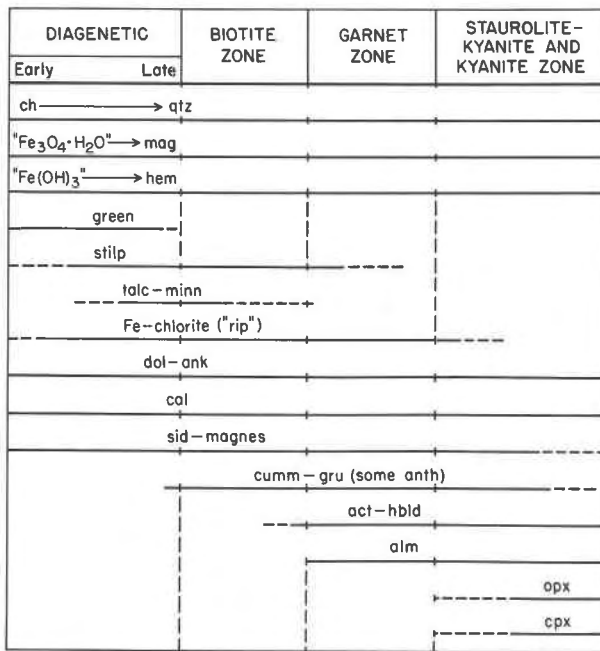 DIAGENETIC
BIOTITE
ZONE
GARNET
ZONE
STAUROLITE-
KYANITE AND
KYANITE ZONE
Early Late
ch → qtz
"Fe₃O₄·H₂O" → mag
"Fe(OH)₃" → hem
green
stilp
talc-minn
Fe-chlorite ("rip")
dol-ank
cal
sid-magnes
cumm-gru (some anth)
act-hbld
alm
opx
cpx